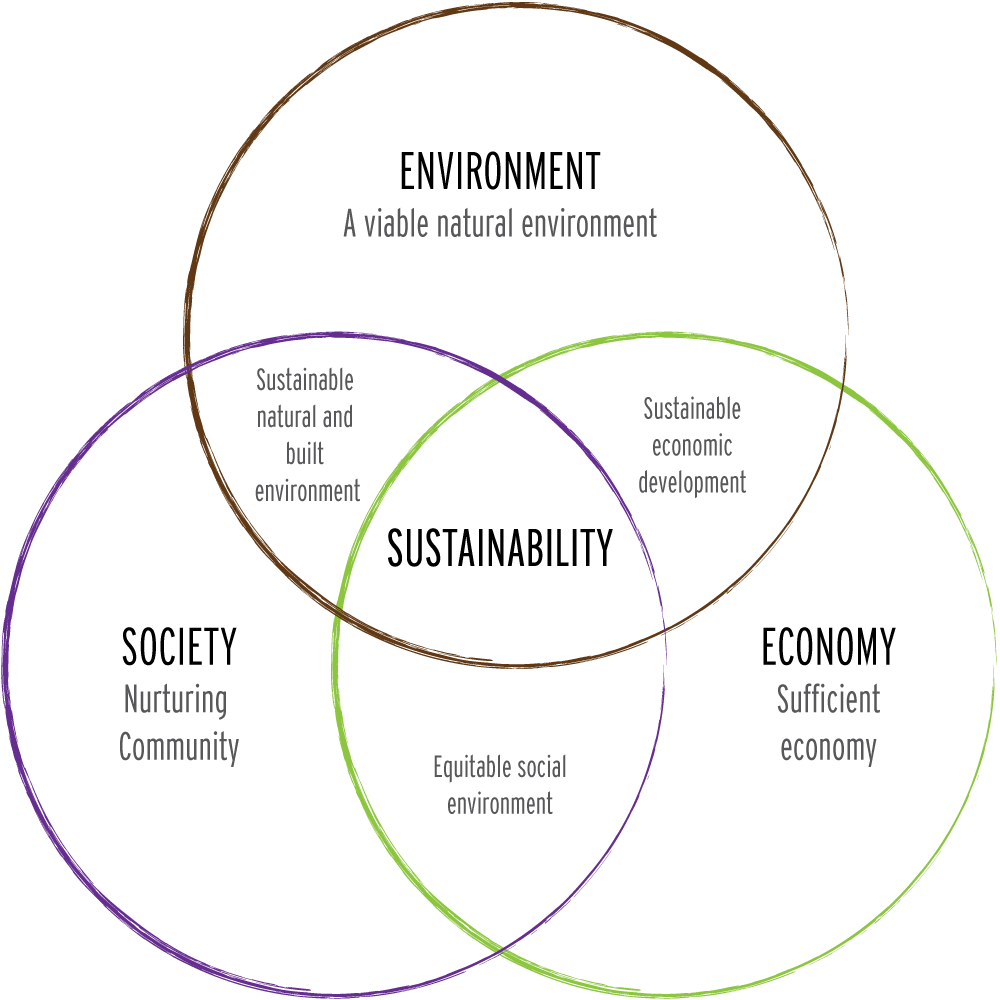 ENVIRONMENT
A viable natural environment
Sustainable
natural and
built
environment
Sustainable
economic
development
SUSTAINABILITY
SOCIETY
Nurturing
Community
ECONOMY
Sufficient
economy
Equitable social
environment